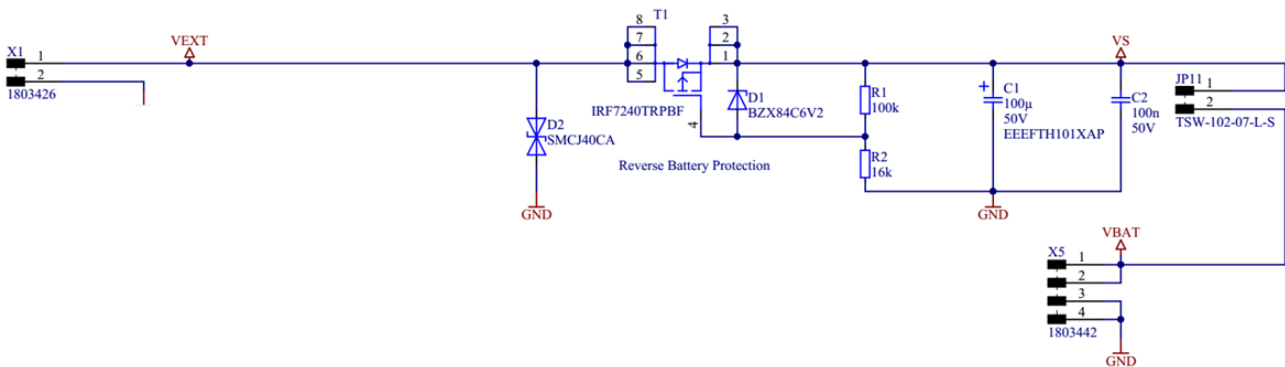 X1
1
2
1803426
VEXT
D2
SMCJ40CA
GND
T1
8
7
6
5
3
2
1
4
IRF7240TRPBF
D1
BZX84C6V2
Reverse Battery Protection
R1
100k
R2
16k
C1
100µ
50V
EEEFTH101XAP
GND
VS
C2
100n
50V
JP11
1
2
TSW-102-07-L-S
VBAT
X5
1
2
3
4
1803442
GND